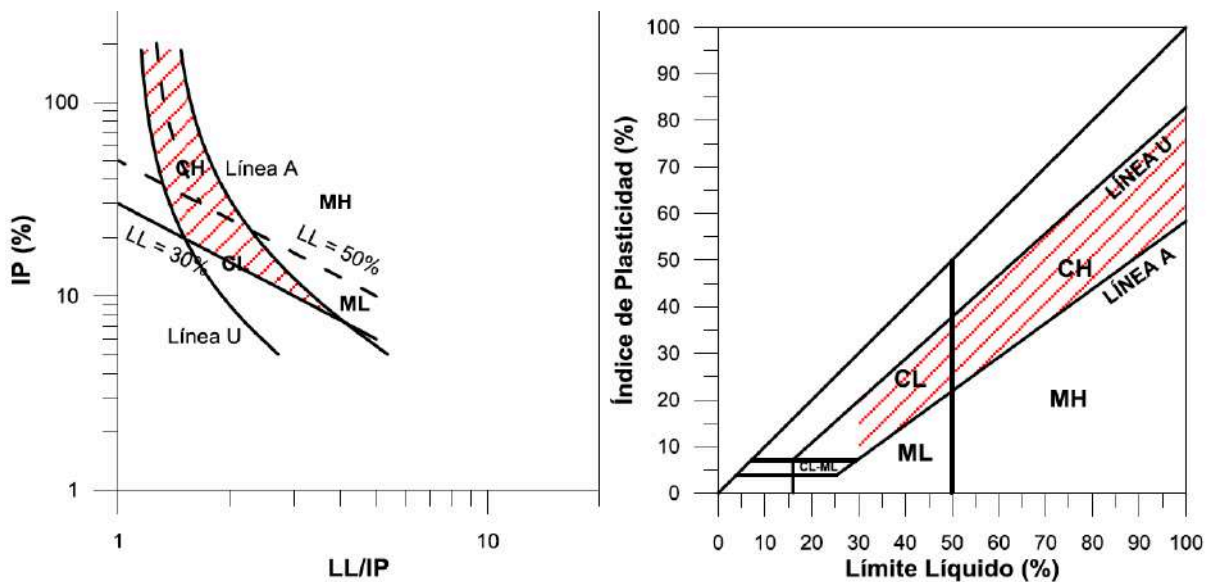 IP (%)
100
10
1
CH
Línea A
MH
LL = 50%
LL = 30%
CL
ML
Línea U
1
10
LL/IP
Índice de Plasticidad (%)
100
90
80
70
60
50
40
30
20
10
0
LÍNEA U
CH
LÍNEA A
CL
MH
ML
CL-ML
0 10 20 30 40 50 60 70 80 90 100
Límite Líquido (%)